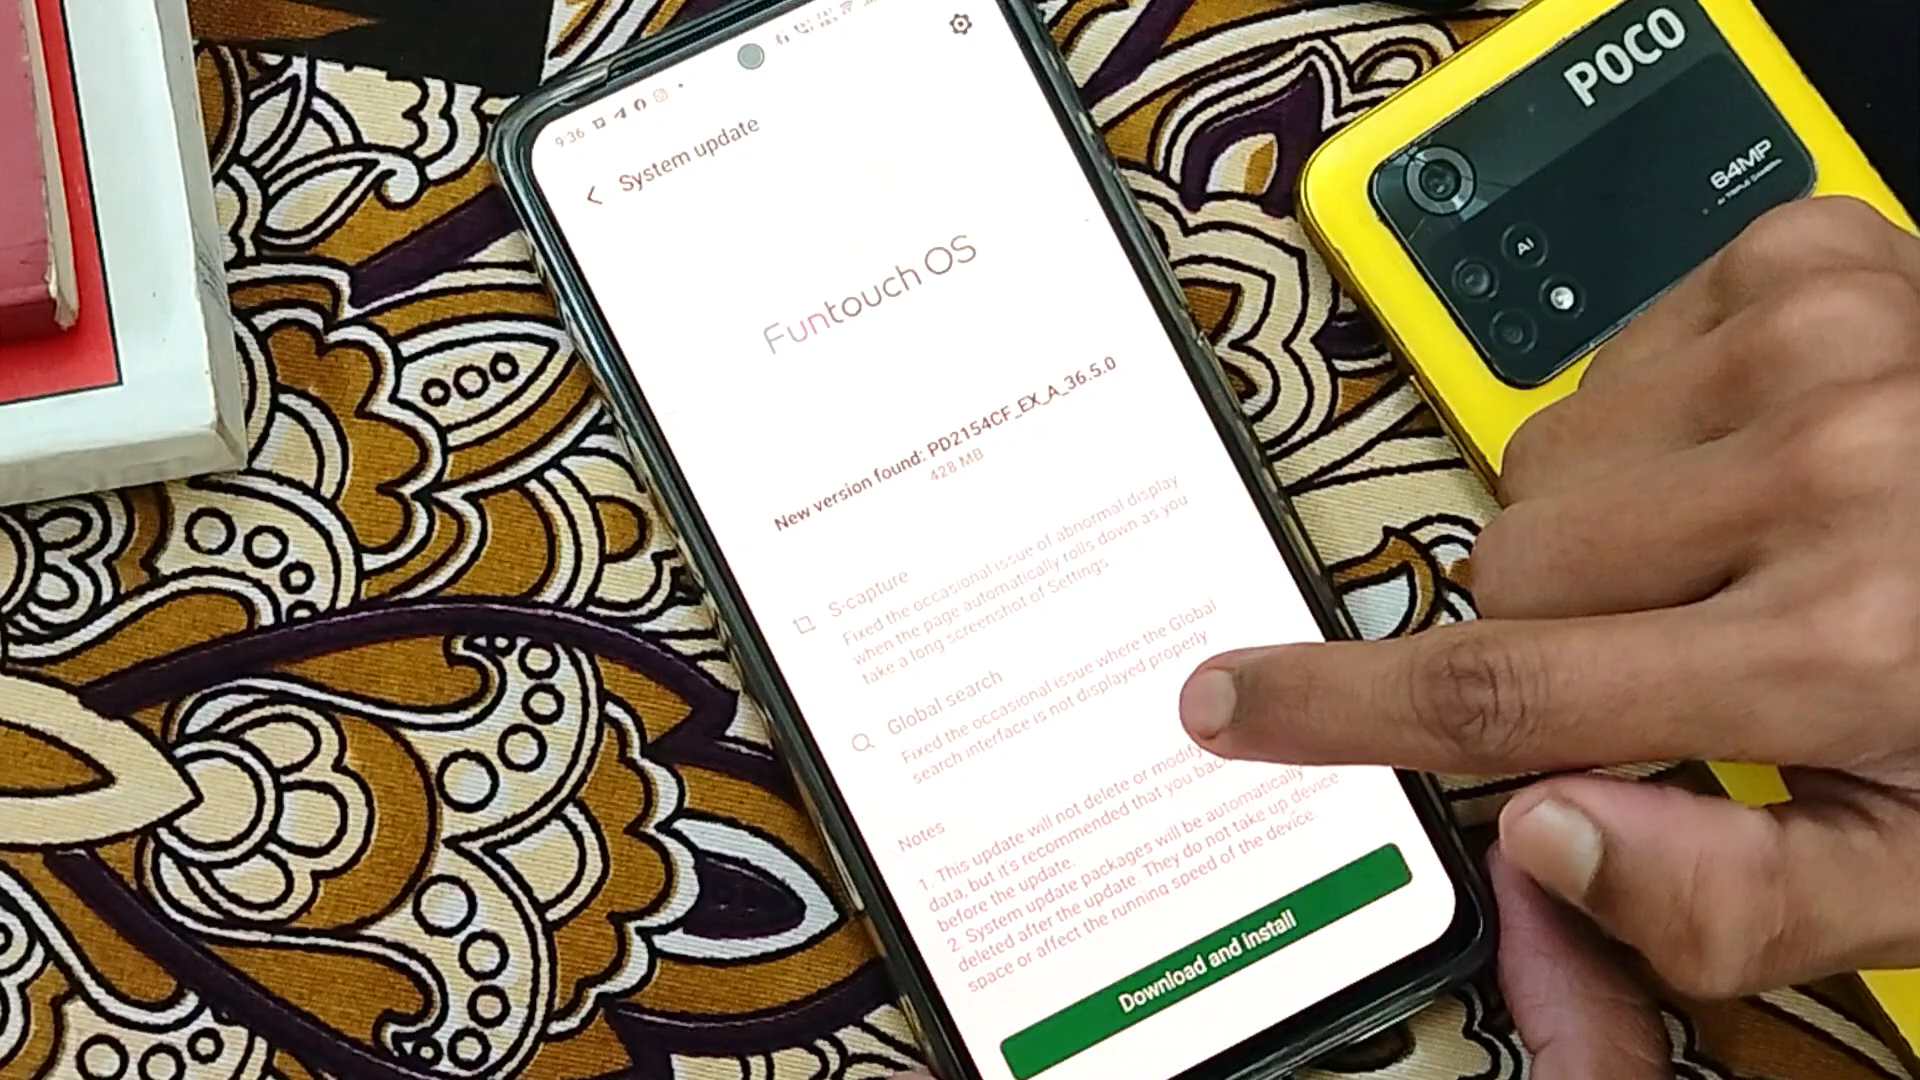 9:36
System update
Funtouch OS
New version found: PD2154CF_EX_A_36.5.0
428 MB
S-capture
Fixed the occasional issue of abnormal display
when the page automatically rolls down as you
take a long screenshot of Settings
Global search
Fixed the occasional issue where the Global
search interface is not displayed properly
Notes
1. This update will not delete or modify
data, but it's recommended that you back
before the update.
2. System update packages will be automatically
deleted after the update. They do not take up device
space or affect the running speed of the device.
Download and install
POCO
64MP
AI TRIPLE CAMERA
AI